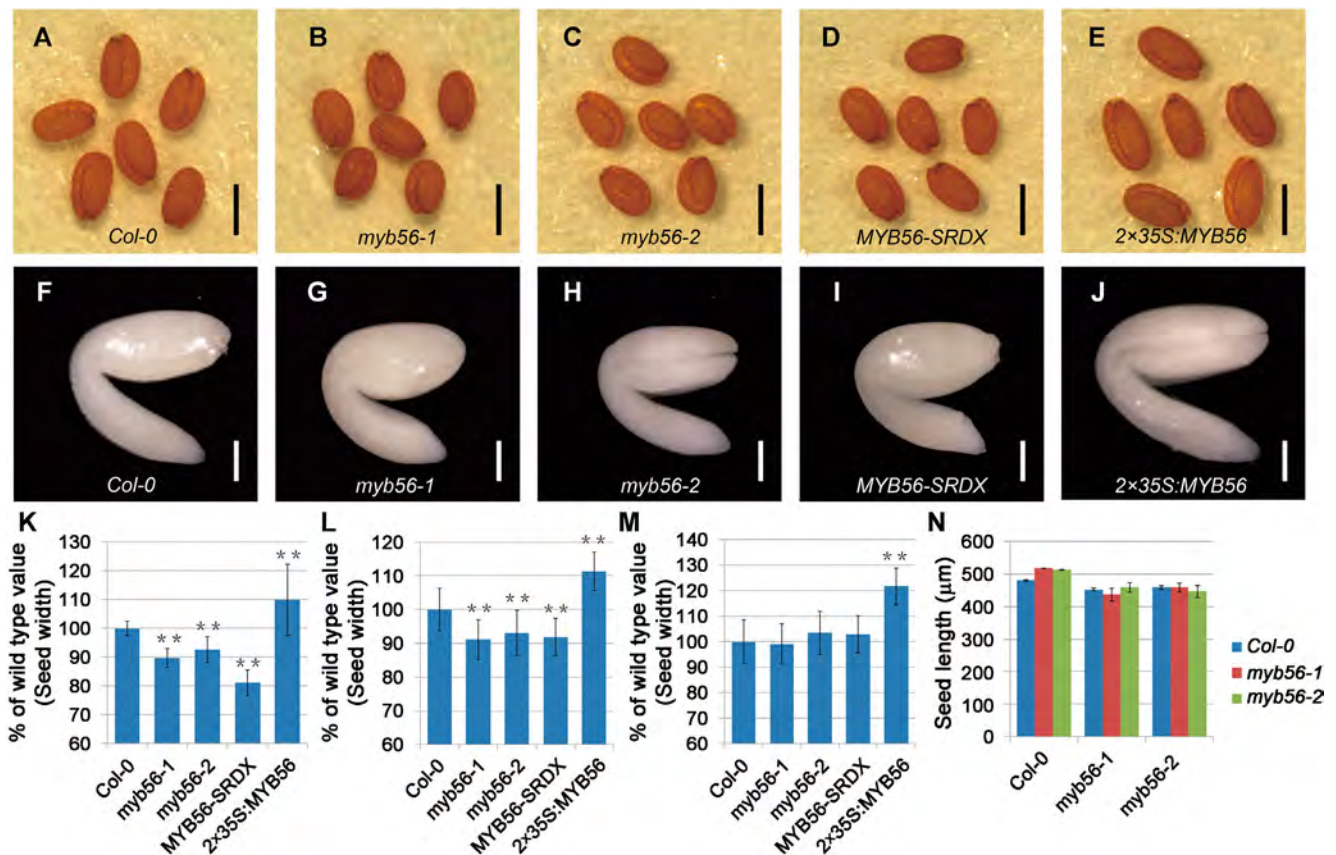 A
B
C
D
E
Col-0
myb56-1
myb56-2
MYB56-SRDX
2×35S:MYB56
F
G
H
I
J
Col-0
myb56-1
myb56-2
MYB56-SRDX
2×35S:MYB56
K
% of wild type value
(Seed width)
130
120
110
100
90
80
70
60
**
**
**
**
Col-0
myb56-1
myb56-2
MYB56-SRDX
2×35S:MYB56
L
% of wild type value
(Seed width)
120
110
100
90
80
70
60
**
**
**
**
Col-0
myb56-1
myb56-2
MYB56-SRDX
2×35S:MYB56
M
% of wild type value
(Seed width)
140
130
120
110
100
90
80
70
60
**
Col-0
myb56-1
myb56-2
MYB56-SRDX
2×35S:MYB56
N
Seed length (μm)
600
500
400
300
200
100
0
Col-0
myb56-1
myb56-2
Col-0
myb56-1
myb56-2